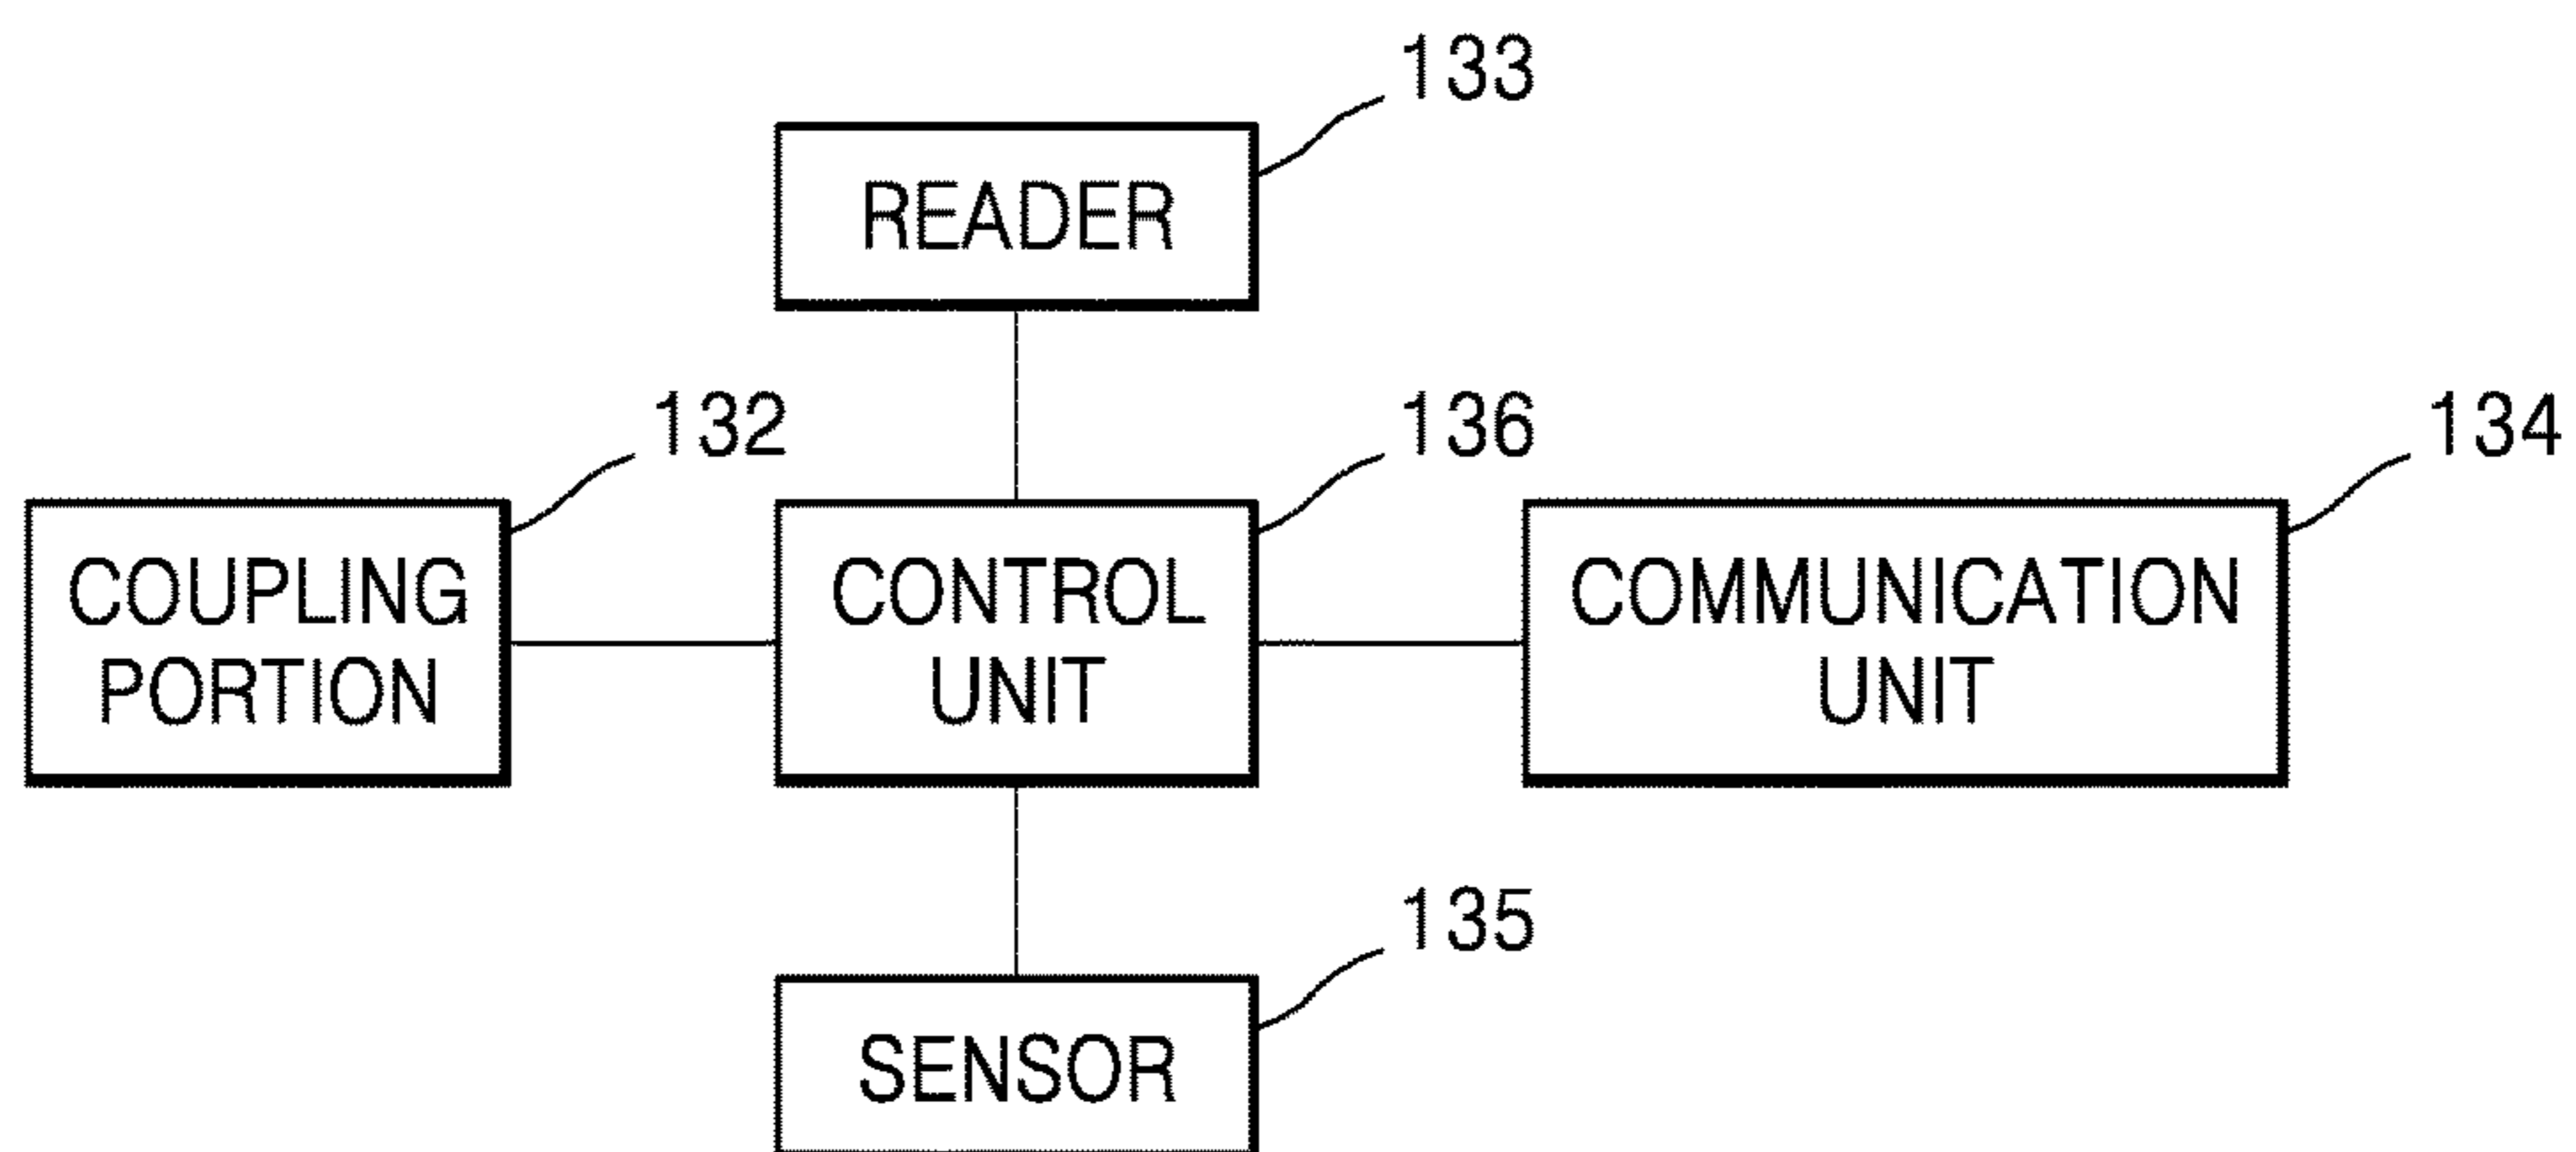 133
READER
132
136
134
COUPLING
PORTION
CONTROL
UNIT
COMMUNICATION
UNIT
135
SENSOR